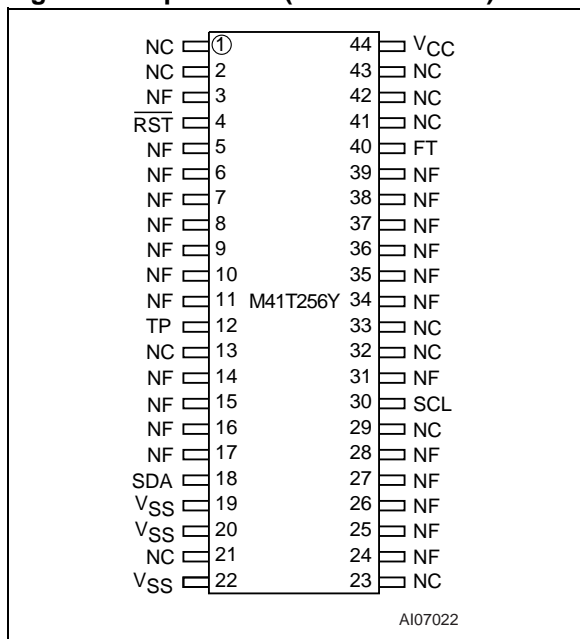 NC 1 44 VCC
NC 2 43 NC
NF 3 42 NC
RST 4 41 NC
NF 5 40 FT
NF 6 39 NF
NF 7 38 NF
NF 8 37 NF
NF 9 36 NF
NF 10 35 NF
NF 11 M41T256Y 34 NF
TP 12 33 NC
NC 13 32 NC
NF 14 31 NF
NF 15 30 SCL
NF 16 29 NC
NF 17 28 NF
SDA 18 27 NF
VSS 19 26 NF
VSS 20 25 NF
NC 21 24 NF
VSS 22 23 NC
AI07022